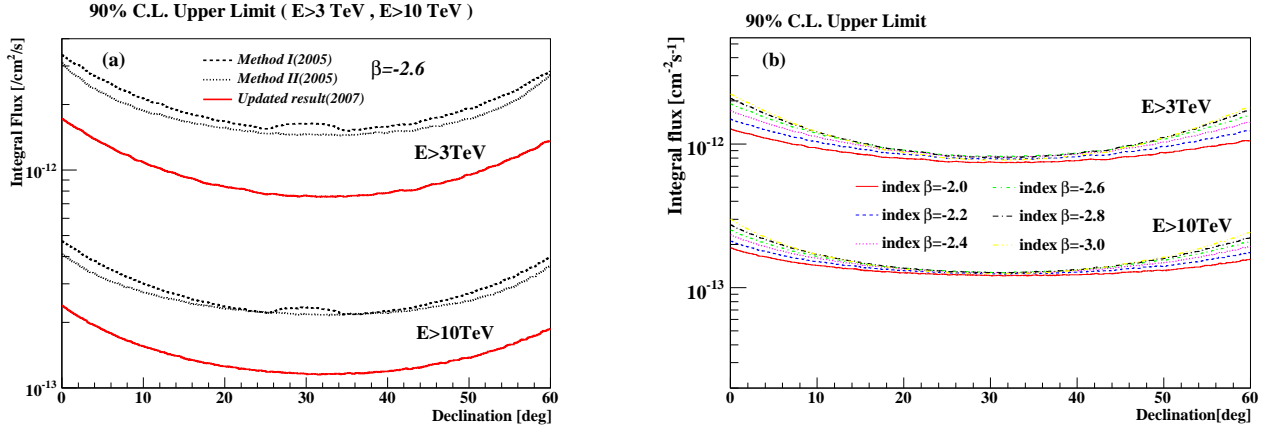 90% C.L. Upper Limit ( E>3 TeV , E>10 TeV )
(a)
Method I(2005)
Method II(2005)
Updated result(2007)
β=-2.6
E>3TeV
E>10TeV
Integral Flux [/cm²/s]
10⁻¹²
10⁻¹³
0 10 20 30 40 50 60
Declination [deg]
90% C.L. Upper Limit
(b)
E>3TeV
index β=-2.0
index β=-2.2
index β=-2.4
index β=-2.6
index β=-2.8
index β=-3.0
E>10TeV
Integral flux [cm⁻²s⁻¹]
10⁻¹²
10⁻¹³
0 10 20 30 40 50 60
Declination[deg]